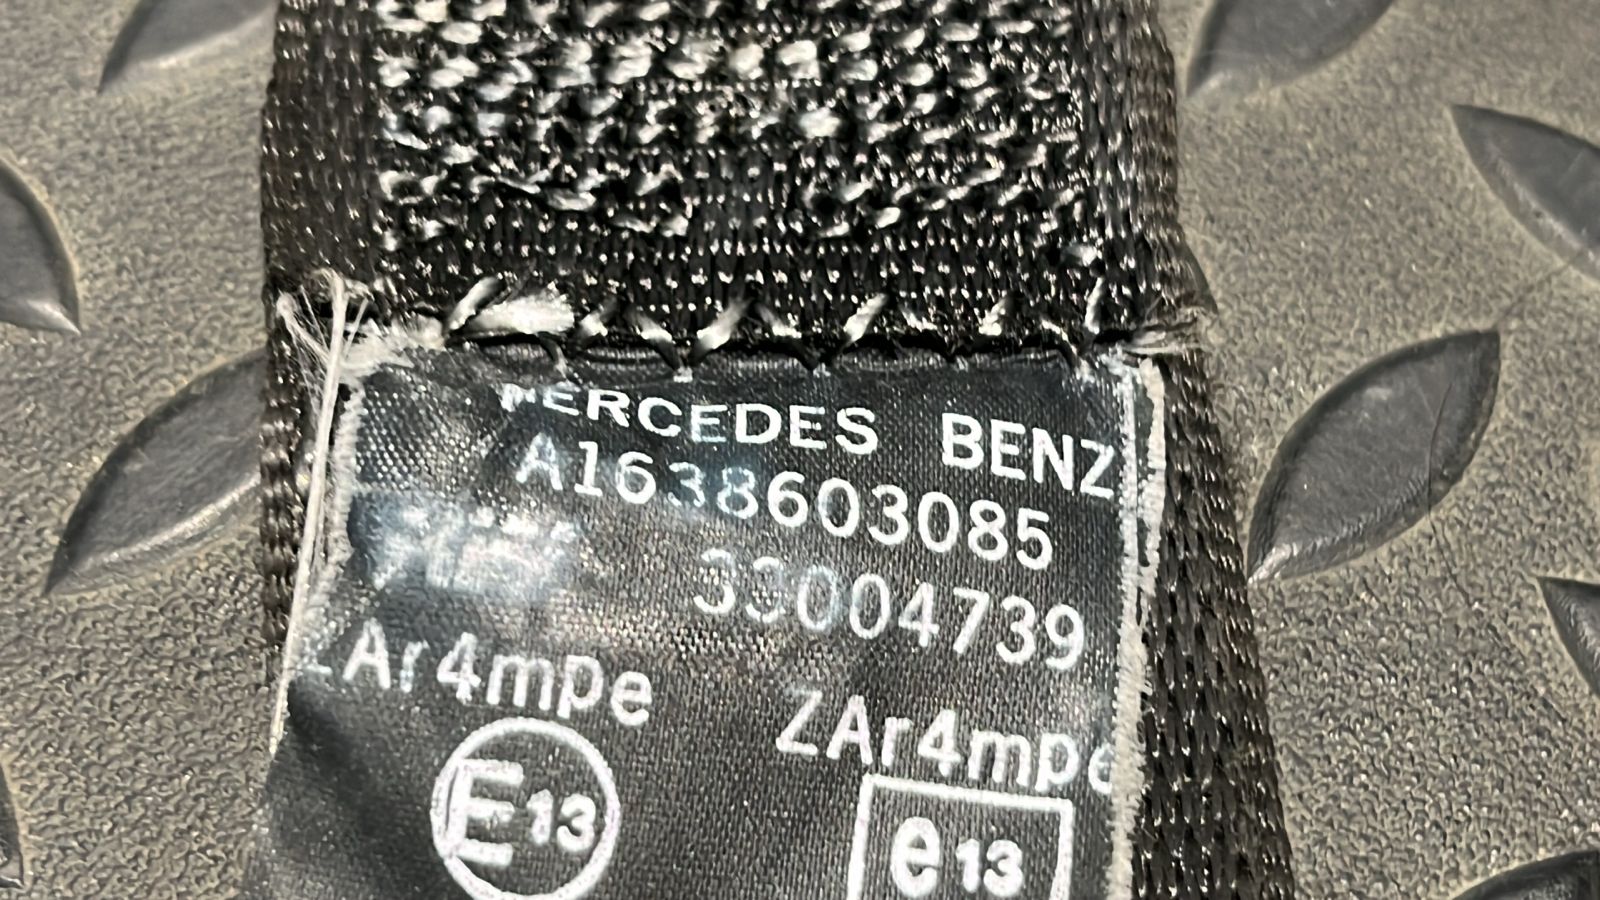 MERCEDES BENZ
A1638603085
33004739
ZAr4mpe ZAr4mpe
E13 e13